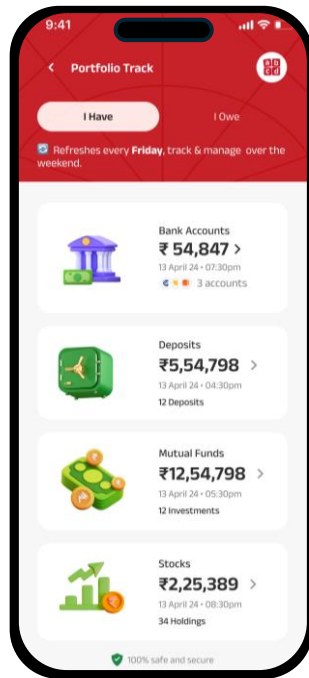 9:41
Portfolio Track
I Have
I Owe
Refreshes every Friday, track & manage over the
weekend.
Bank Accounts
₹ 54,847 >
13 April 24 • 07:30pm
3 accounts
Deposits
₹5,54,798 >
13 April 24 • 04:30pm
12 Deposits
Mutual Funds
₹12,54,798 >
13 April 24 • 05:30pm
12 Investments
Stocks
₹2,25,389 >
13 April 24 • 08:30pm
34 Holdings
100% safe and secure